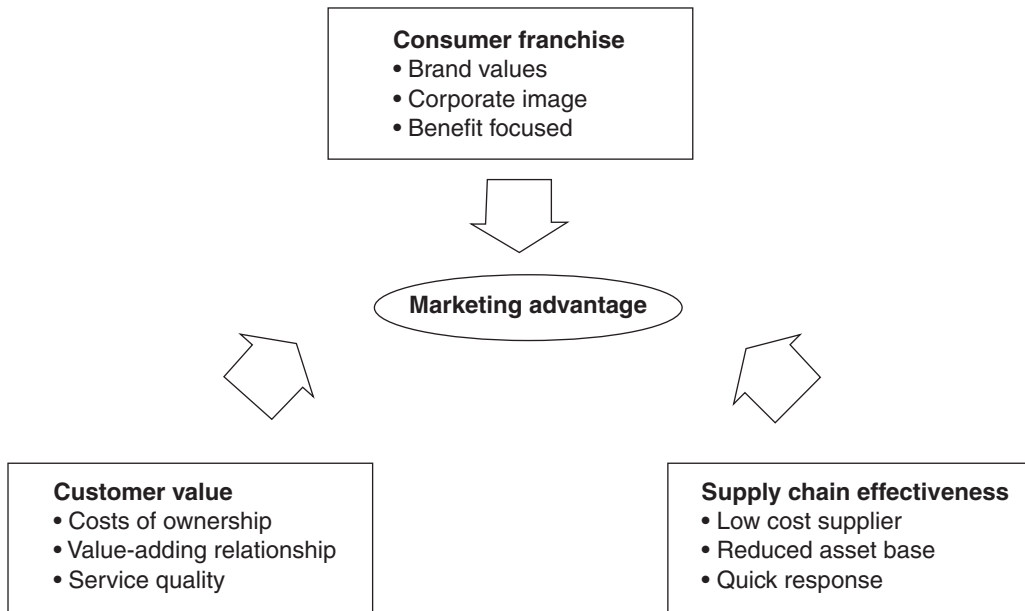 Consumer franchise
• Brand values
• Corporate image
• Benefit focused
Marketing advantage
Customer value
• Costs of ownership
• Value-adding relationship
• Service quality
Supply chain effectiveness
• Low cost supplier
• Reduced asset base
• Quick response